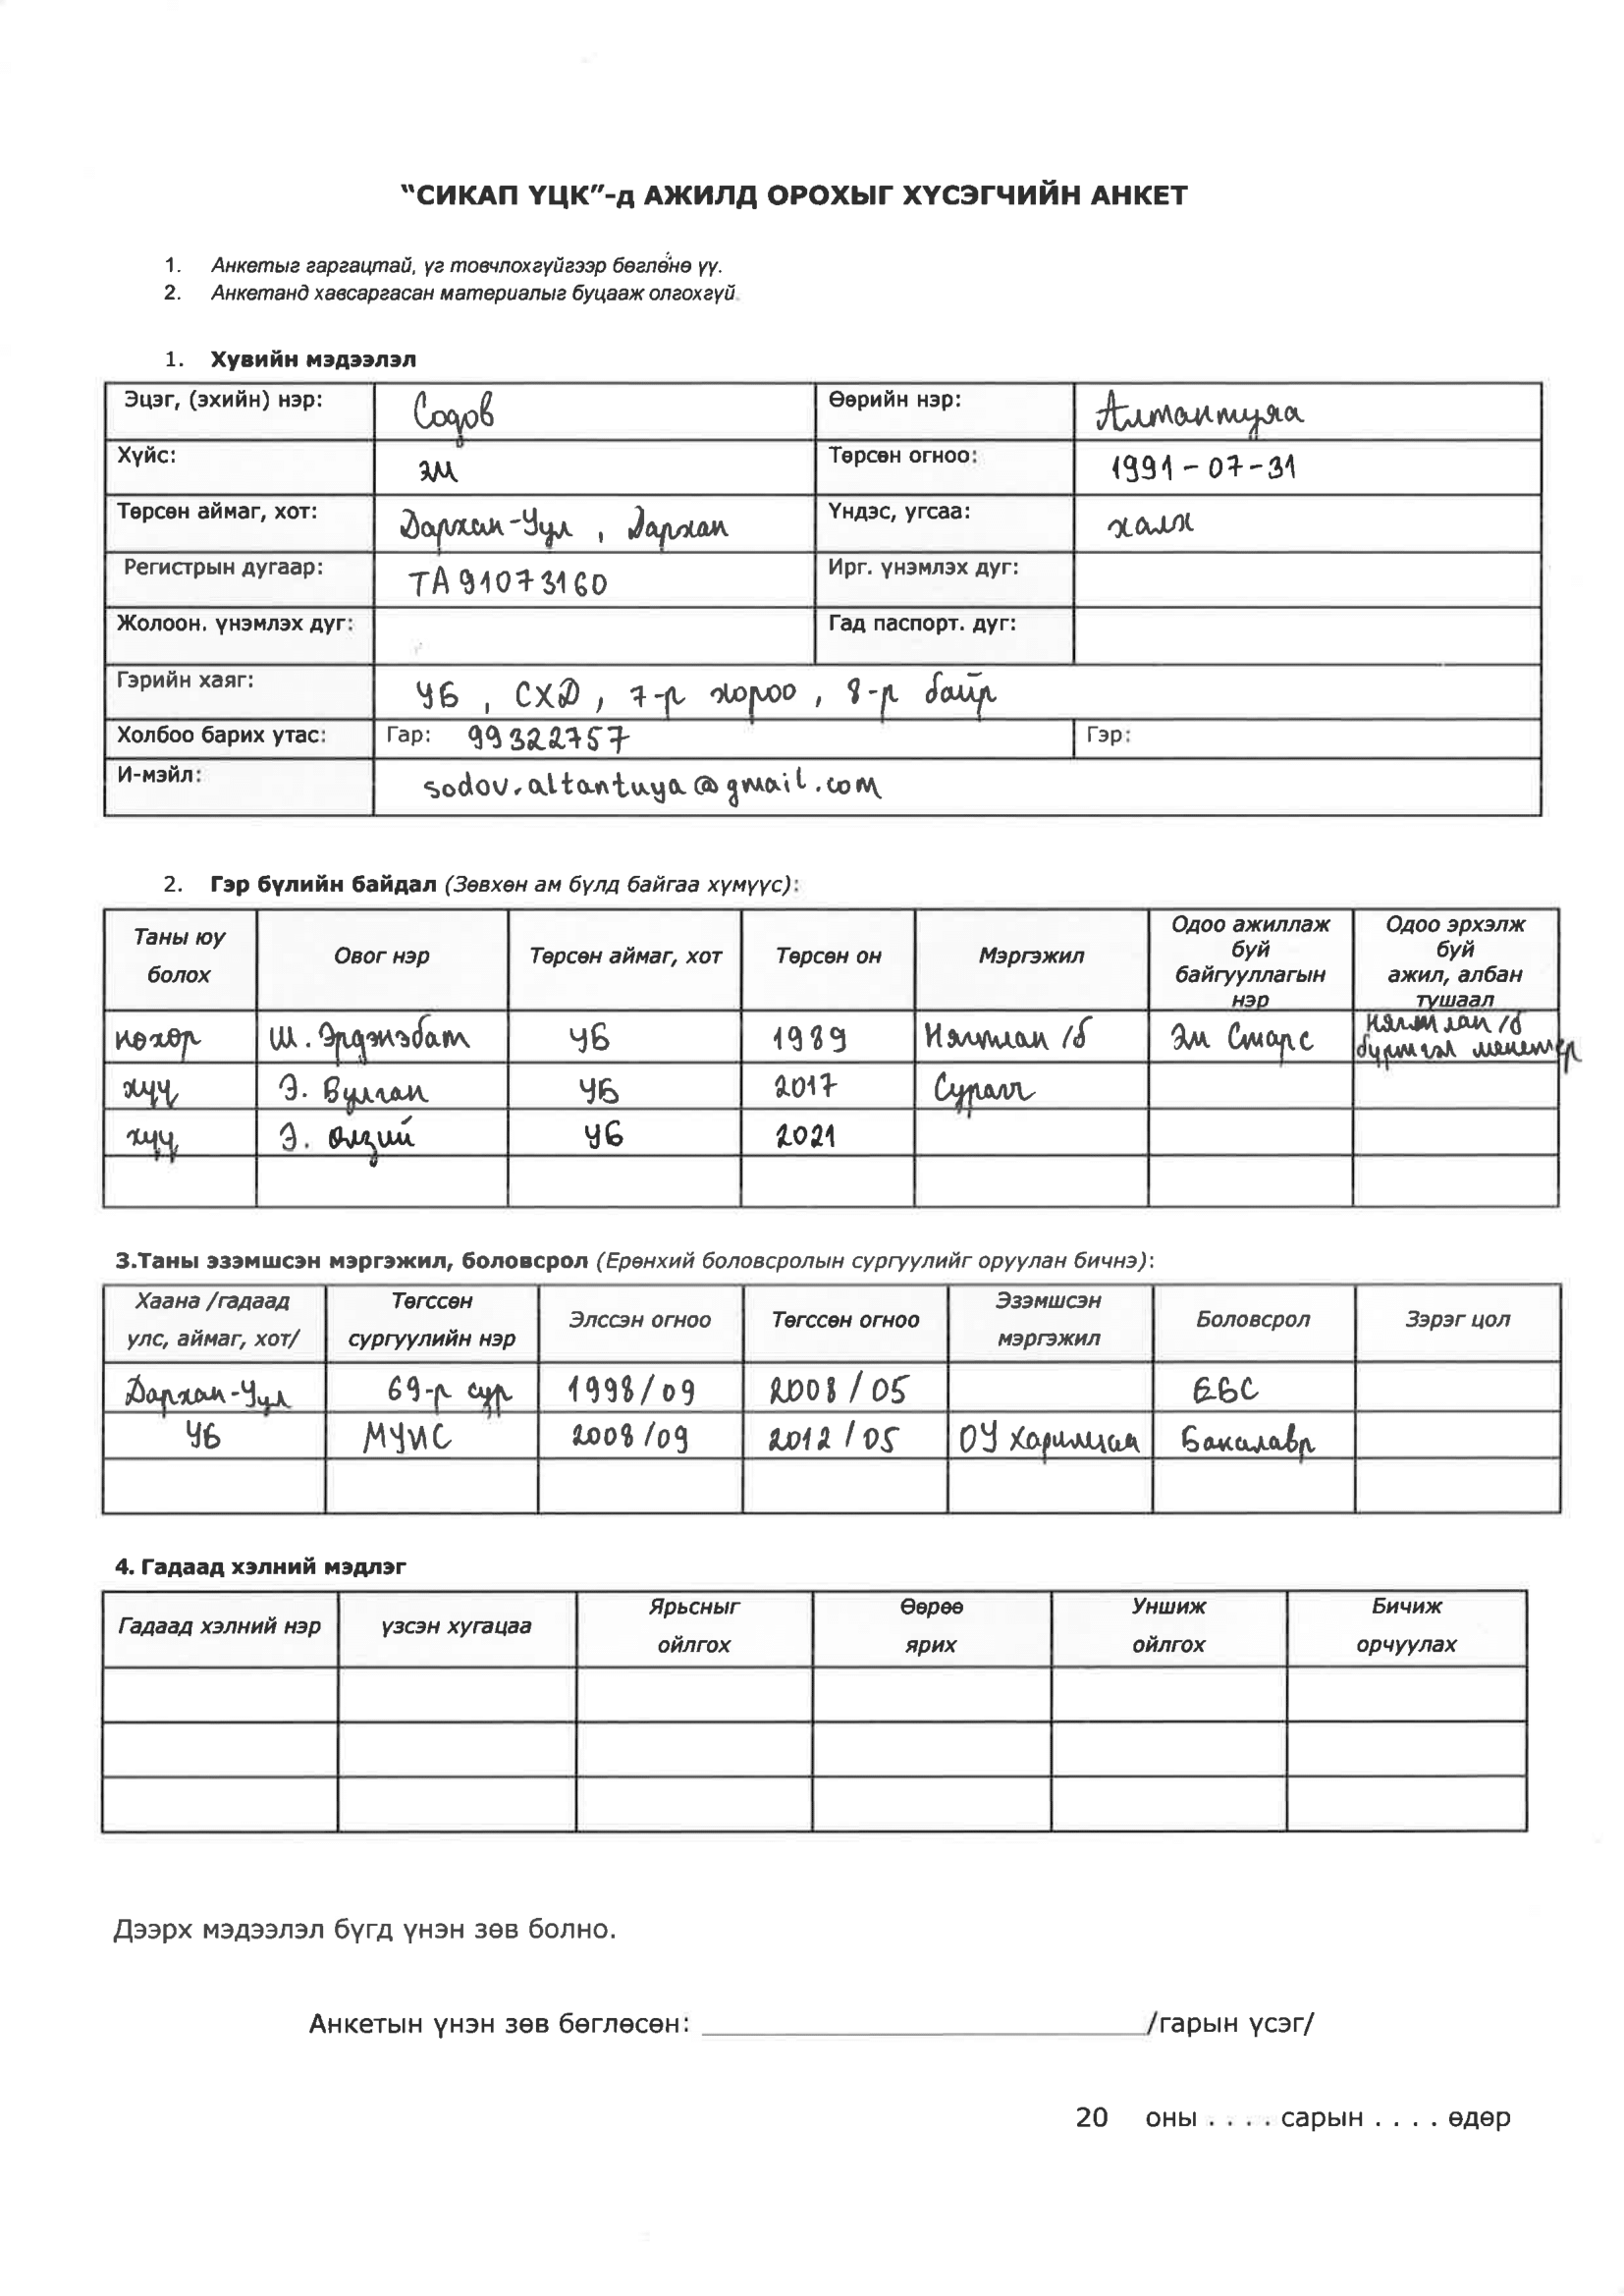 “СИКАП ҮЦК”-д АЖИЛД ОРОХЫГ ХҮСЭГЧИЙН АНКЕТ
1. Анкетыг гаргацтай, үг товчлохгүйгээр бөглөнө үү.
2. Анкетанд хавсаргасан материалыг буцааж олгохгүй.
1. Хувийн мэдээлэл
Эцэг, (эхийн) нэр: Содов Өөрийн нэр: Алтантуяа
Хүйс: эм Төрсөн огноо: 1991-07-31
Төрсөн аймаг, хот: Дархан-Уул, Дархан Үндэс, угсаа: халх
Регистрын дугаар: ТА91073160 Ирг. үнэмлэх дуг:
Жолоон. үнэмлэх дуг: Гад паспорт. дуг:
Гэрийн хаяг: УБ, СХД, 7-р хороо, 8-р байр
Холбоо барих утас: Гар: 99322757 Гэр:
И-мэйл: sodov.altantuya@gmail.com
2. Гэр бүлийн байдал (Зөвхөн ам бүлд байгаа хүмүүс):
Таны юу болох Овог нэр Төрсөн аймаг, хот Төрсөн он Мэргэжил Одоо ажиллаж буй байгууллагын нэр Одоо эрхэлж буй ажил, албан тушаал
нөхөр Ш. Эрдэнэбат УБ 1989 Нягтлан /б Эм Старс Нягтлан /б бүртгэл менежер
хүү Э. Булган УБ 2017 Сурагч
хүү Э. Өлзий УБ 2021
3.Таны эзэмшсэн мэргэжил, боловсрол (Ерөнхий боловсролын сургуулийг оруулан бичнэ):
Хаана /гадаад улс, аймаг, хот/ Төгссөн сургуулийн нэр Элссэн огноо Төгссөн огноо Эзэмшсэн мэргэжил Боловсрол Зэрэг цол
Дархан-Уул 69-р сур 1998/09 2008/05 ЕБС
УБ МУИС 2008/09 2012/05 ОУ харилцаа Бакалавр
4. Гадаад хэлний мэдлэг
Гадаад хэлний нэр үзсэн хугацаа Ярьсныг ойлгох Өөрөө ярих Уншиж ойлгох Бичиж орчуулах
Дээрх мэдээлэл бүгд үнэн зөв болно.
Анкетын үнэн зөв бөглөсөн: ______________________________/гарын үсэг/
20 оны . . . . сарын . . . . өдөр